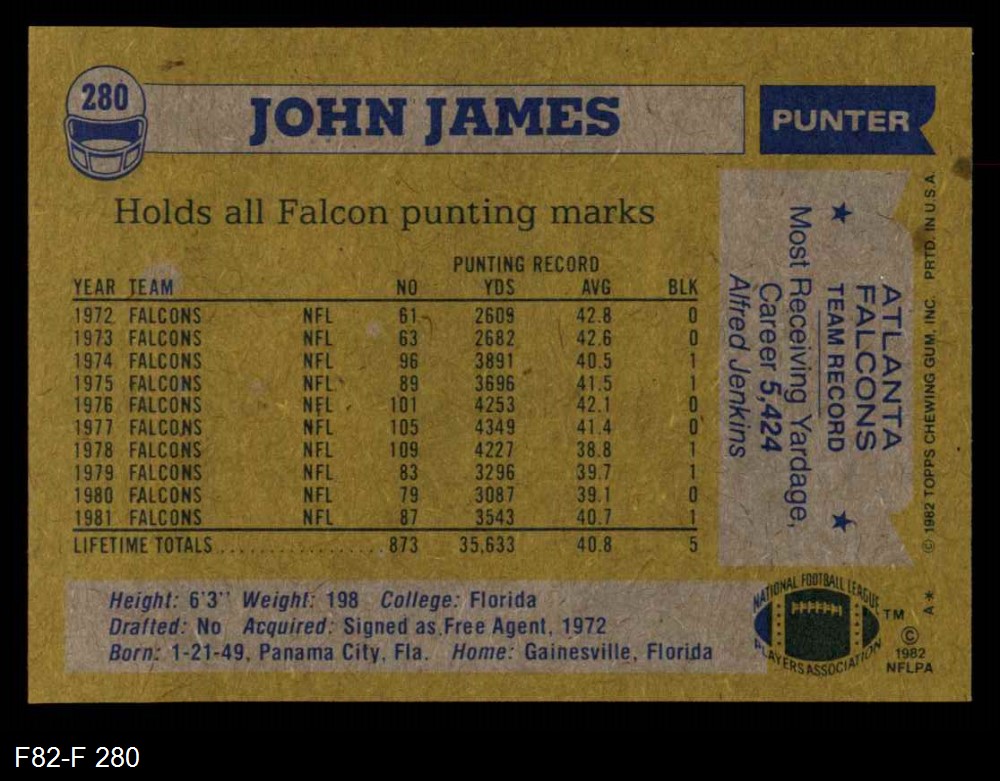 280
JOHN JAMES
PUNTER
Holds all Falcon punting marks
PUNTING RECORD
YEAR TEAM NO YDS AVG BLK
1972 FALCONS NFL 61 2609 42.8 0
1973 FALCONS NFL 63 2682 42.6 0
1974 FALCONS NFL 96 3891 40.5 1
1975 FALCONS NFL 89 3696 41.5 1
1976 FALCONS NFL 101 4253 42.1 0
1977 FALCONS NFL 105 4349 41.4 0
1978 FALCONS NFL 109 4227 38.8 1
1979 FALCONS NFL 83 3296 39.7 1
1980 FALCONS NFL 79 3087 39.1 0
1981 FALCONS NFL 87 3543 40.7 1
LIFETIME TOTALS ................ 873 35,633 40.8 5
Height: 6'3" Weight: 198 College: Florida
Drafted: No Acquired: Signed as Free Agent, 1972
Born: 1-21-49, Panama City, Fla. Home: Gainesville, Florida
ATLANTA
FALCONS
★ TEAM RECORD ★
Most Receiving Yardage,
Career 5,424
Alfred Jenkins
© 1982 TOPPS CHEWING GUM, INC. PRTD. IN U.S.A.
A*
NATIONAL FOOTBALL LEAGUE
PLAYERS ASSOCIATION
TM
©
1982
NFLPA
F82-F 280